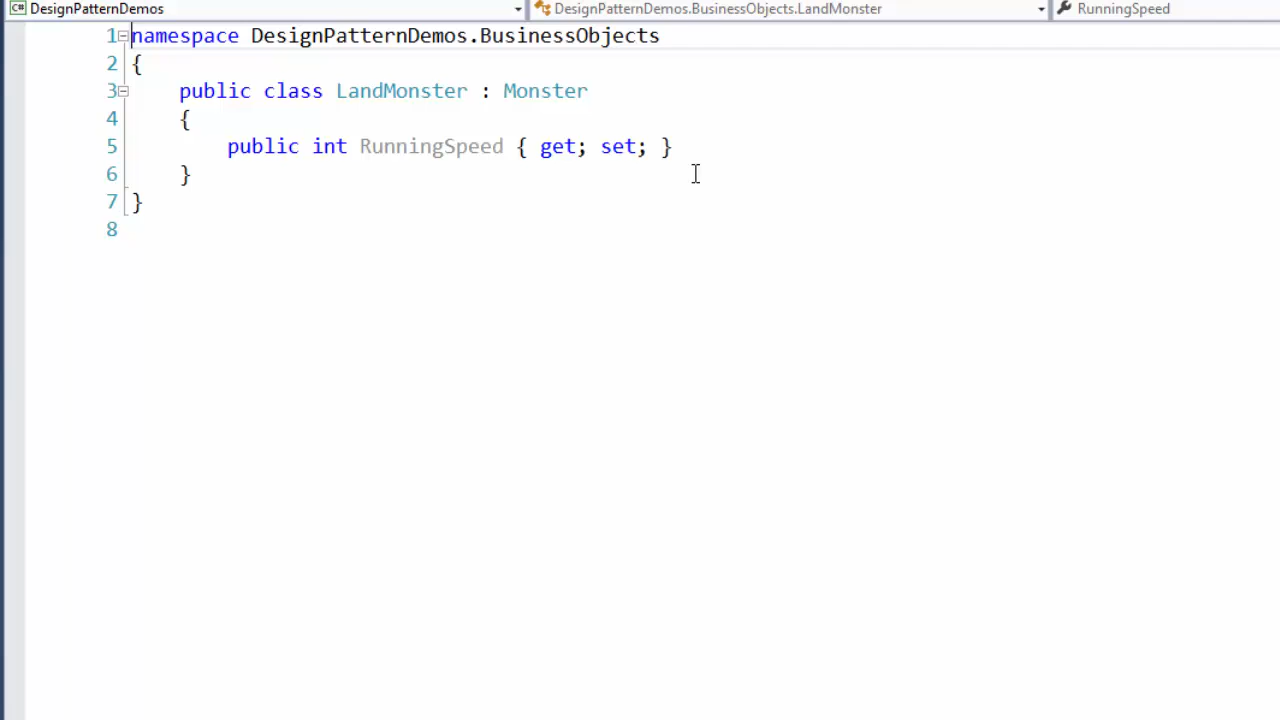 C# DesignPatternDemos DesignPatternDemos.BusinessObjects.LandMonster RunningSpeed
1 namespace DesignPatternDemos.BusinessObjects
2 {
3 public class LandMonster : Monster
4 {
5 public int RunningSpeed { get; set; }
6 }
7 }
8